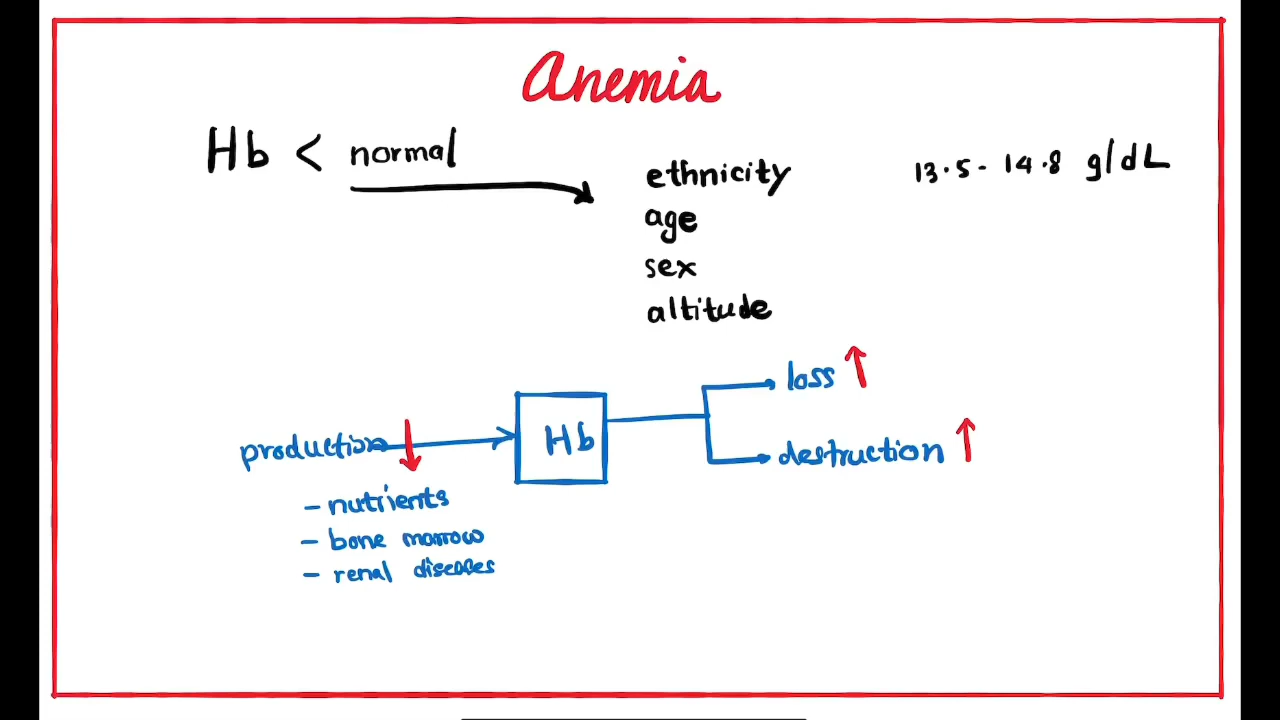 Anemia
Hb < normal
ethnicity
13.5 - 14.8 g/dL
age
sex
altitude
loss ↑
production ↓
Hb
destruction ↑
- nutrients
- bone marrow
- renal diseases